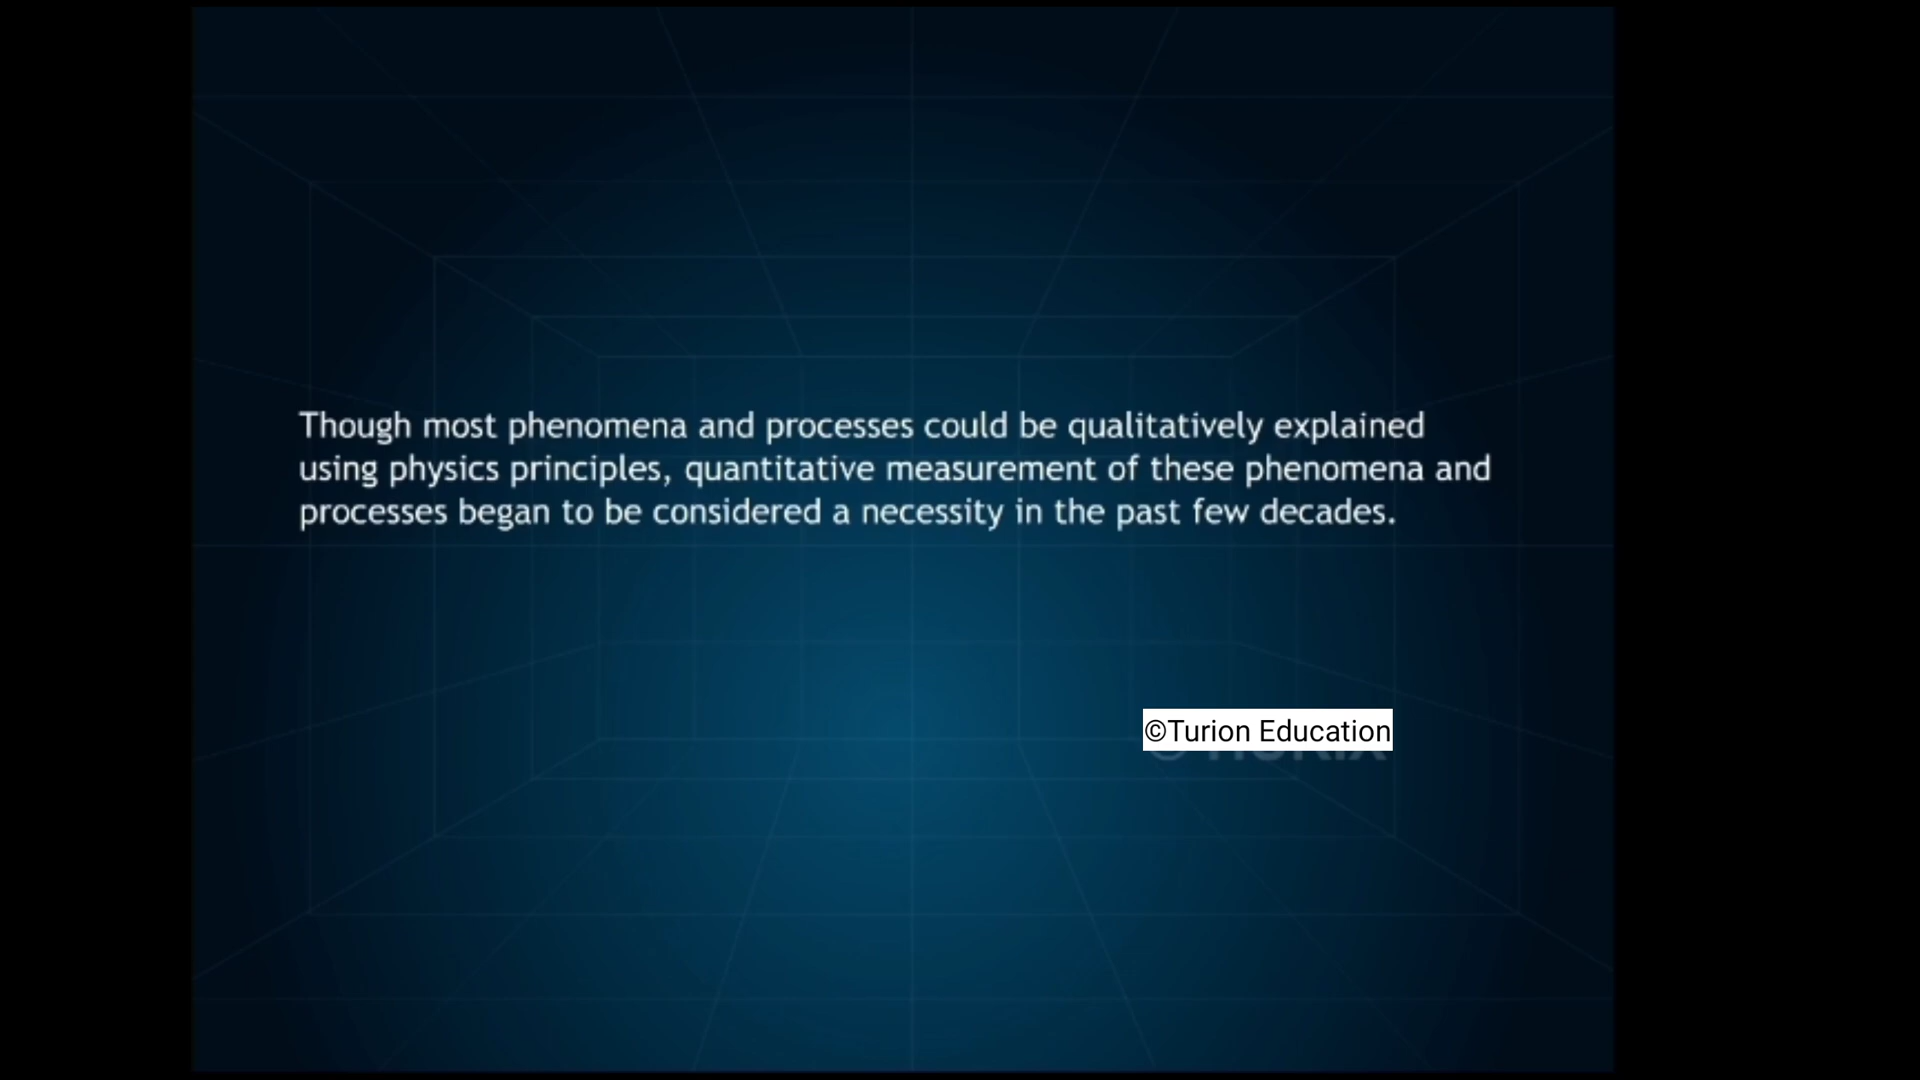 Though most phenomena and processes could be qualitatively explained
using physics principles, quantitative measurement of these phenomena and
processes began to be considered a necessity in the past few decades.
©Turion Education